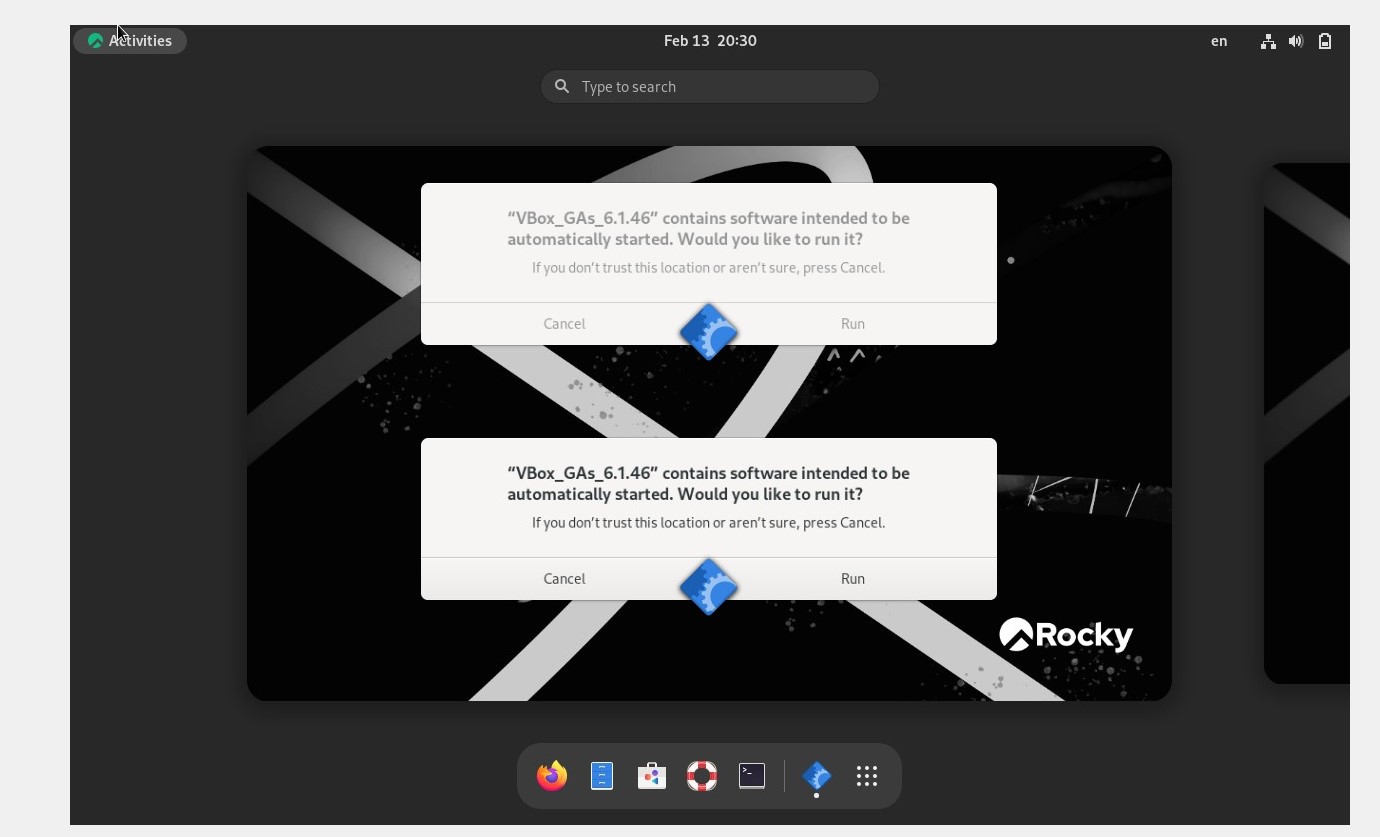 Activities
Feb 13 20:30
en
Type to search
“VBox_GAs_6.1.46” contains software intended to be
automatically started. Would you like to run it?
If you don’t trust this location or aren’t sure, press Cancel.
Cancel
Run
“VBox_GAs_6.1.46” contains software intended to be
automatically started. Would you like to run it?
If you don’t trust this location or aren’t sure, press Cancel.
Cancel
Run
Rocky
>_